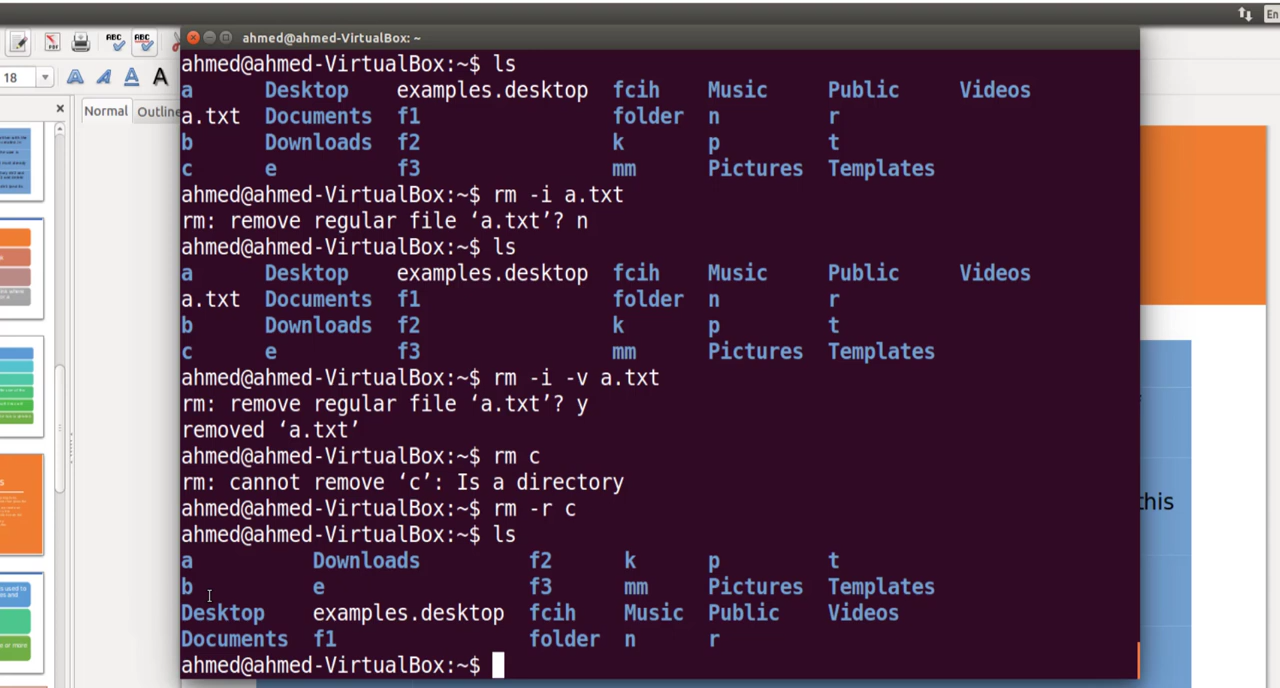 En
ABC ABC
ahmed@ahmed-VirtualBox: ~
18
Normal Outline
ahmed@ahmed-VirtualBox:~$ ls
a Desktop examples.desktop fcih Music Public Videos
a.txt Documents f1 folder n r
b Downloads f2 k p t
c e f3 mm Pictures Templates
ahmed@ahmed-VirtualBox:~$ rm -i a.txt
rm: remove regular file ‘a.txt’? n
ahmed@ahmed-VirtualBox:~$ ls
a Desktop examples.desktop fcih Music Public Videos
a.txt Documents f1 folder n r
b Downloads f2 k p t
c e f3 mm Pictures Templates
ahmed@ahmed-VirtualBox:~$ rm -i -v a.txt
rm: remove regular file ‘a.txt’? y
removed ‘a.txt’
ahmed@ahmed-VirtualBox:~$ rm c
rm: cannot remove ‘c’: Is a directory
this
ahmed@ahmed-VirtualBox:~$ rm -r c
ahmed@ahmed-VirtualBox:~$ ls
a Downloads f2 k p t
b e f3 mm Pictures Templates
Desktop examples.desktop fcih Music Public Videos
Documents f1 folder n r
ahmed@ahmed-VirtualBox:~$